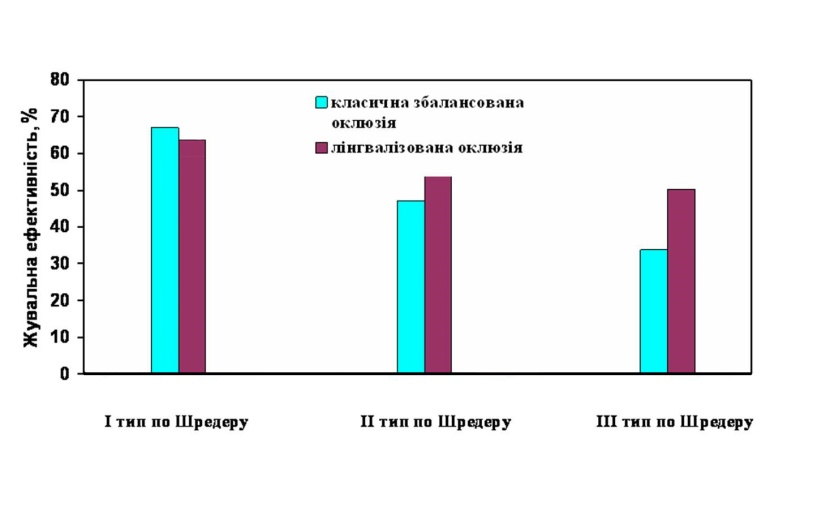 Жувальна ефективність, %
80
70
60
50
40
30
20
10
0
класична збалансована
оклюзія
лінгвалізована оклюзія
I тип по Шредеру
II тип по Шредеру
III тип по Шредеру